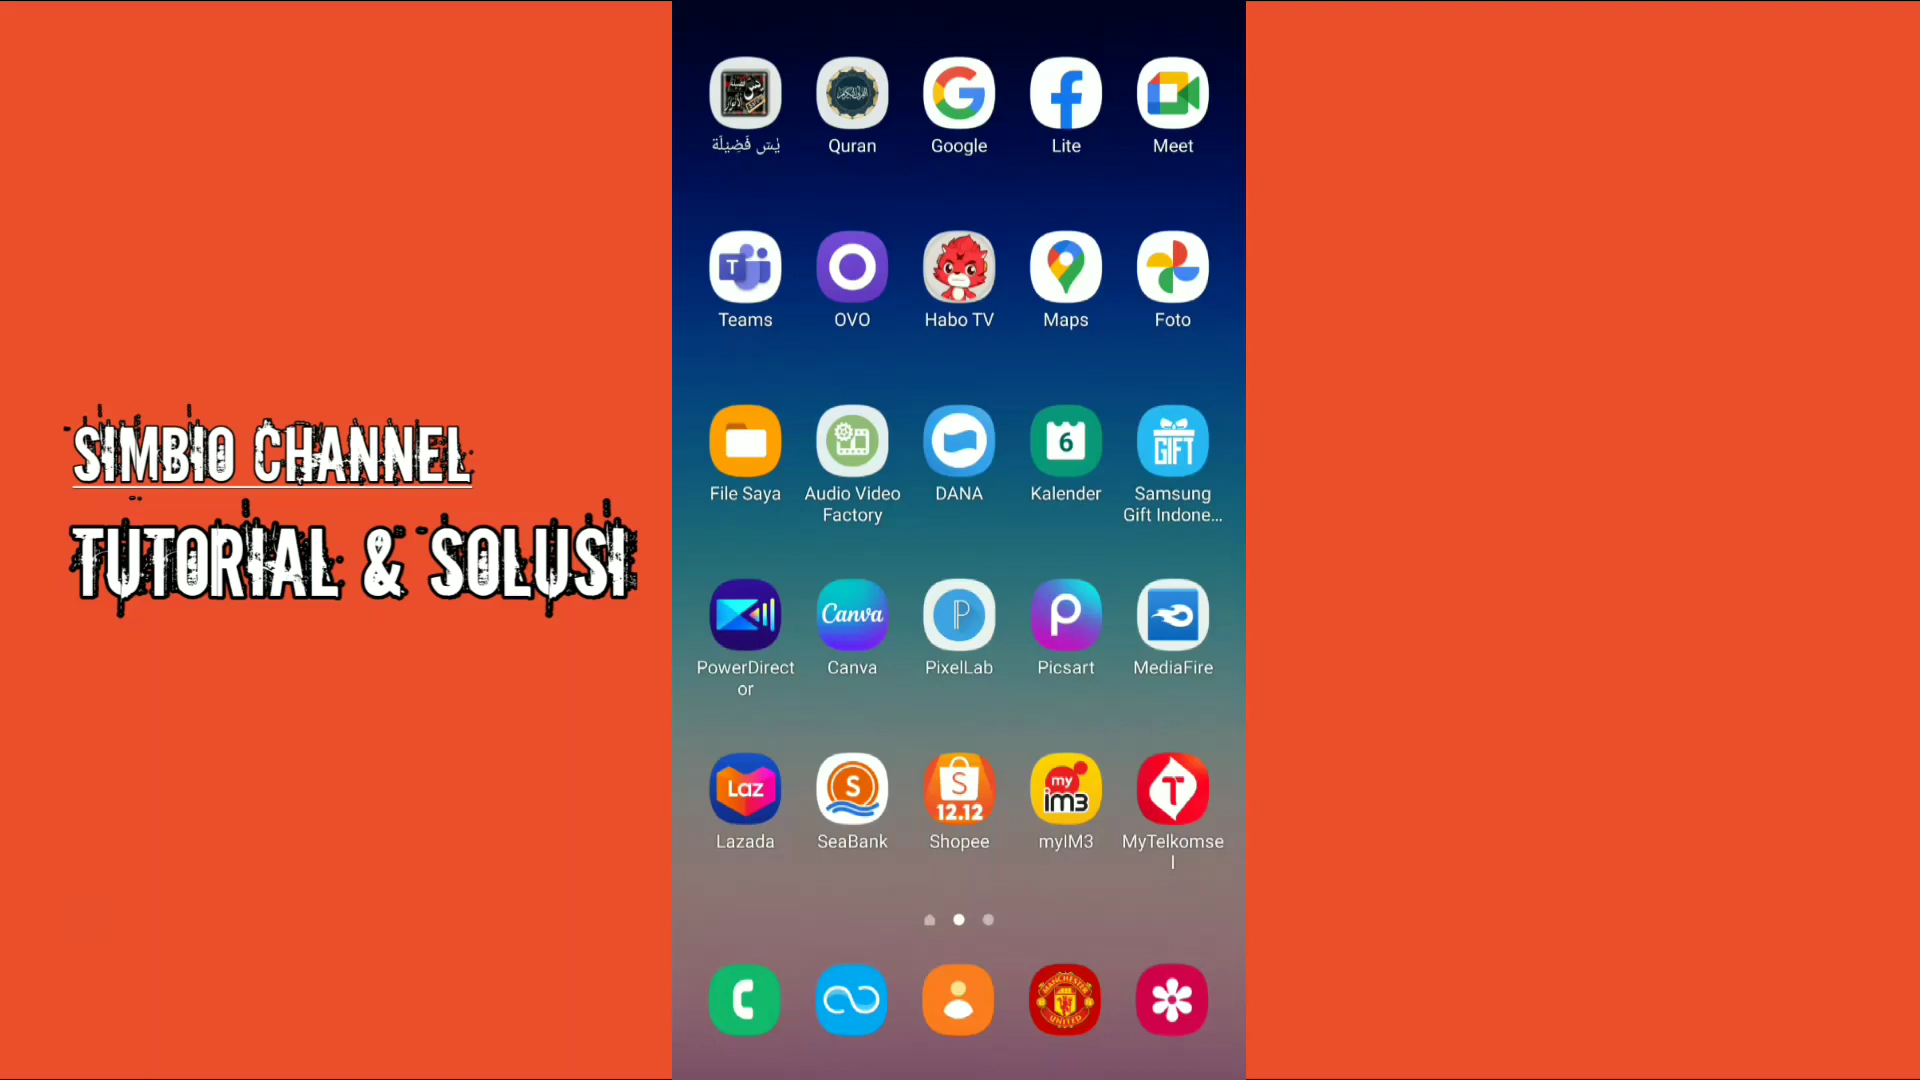 SIMBIO CHANNEL
TUTORIAL & SOLUSI
يٰسٓ فَضِيْلَة
Quran
Google
Lite
Meet
T
Teams
OVO
Habo TV
Maps
Foto
File Saya
Audio Video
Factory
DANA
6
Kalender
GIFT
Samsung
Gift Indone...
PowerDirect
or
Canva
Canva
P
PixelLab
Picsart
MediaFire
Laz
Lazada
S
SeaBank
S
12.12
Shopee
my
im3
myIM3
T
MyTelkomse
l
MANCHESTER
UNITED